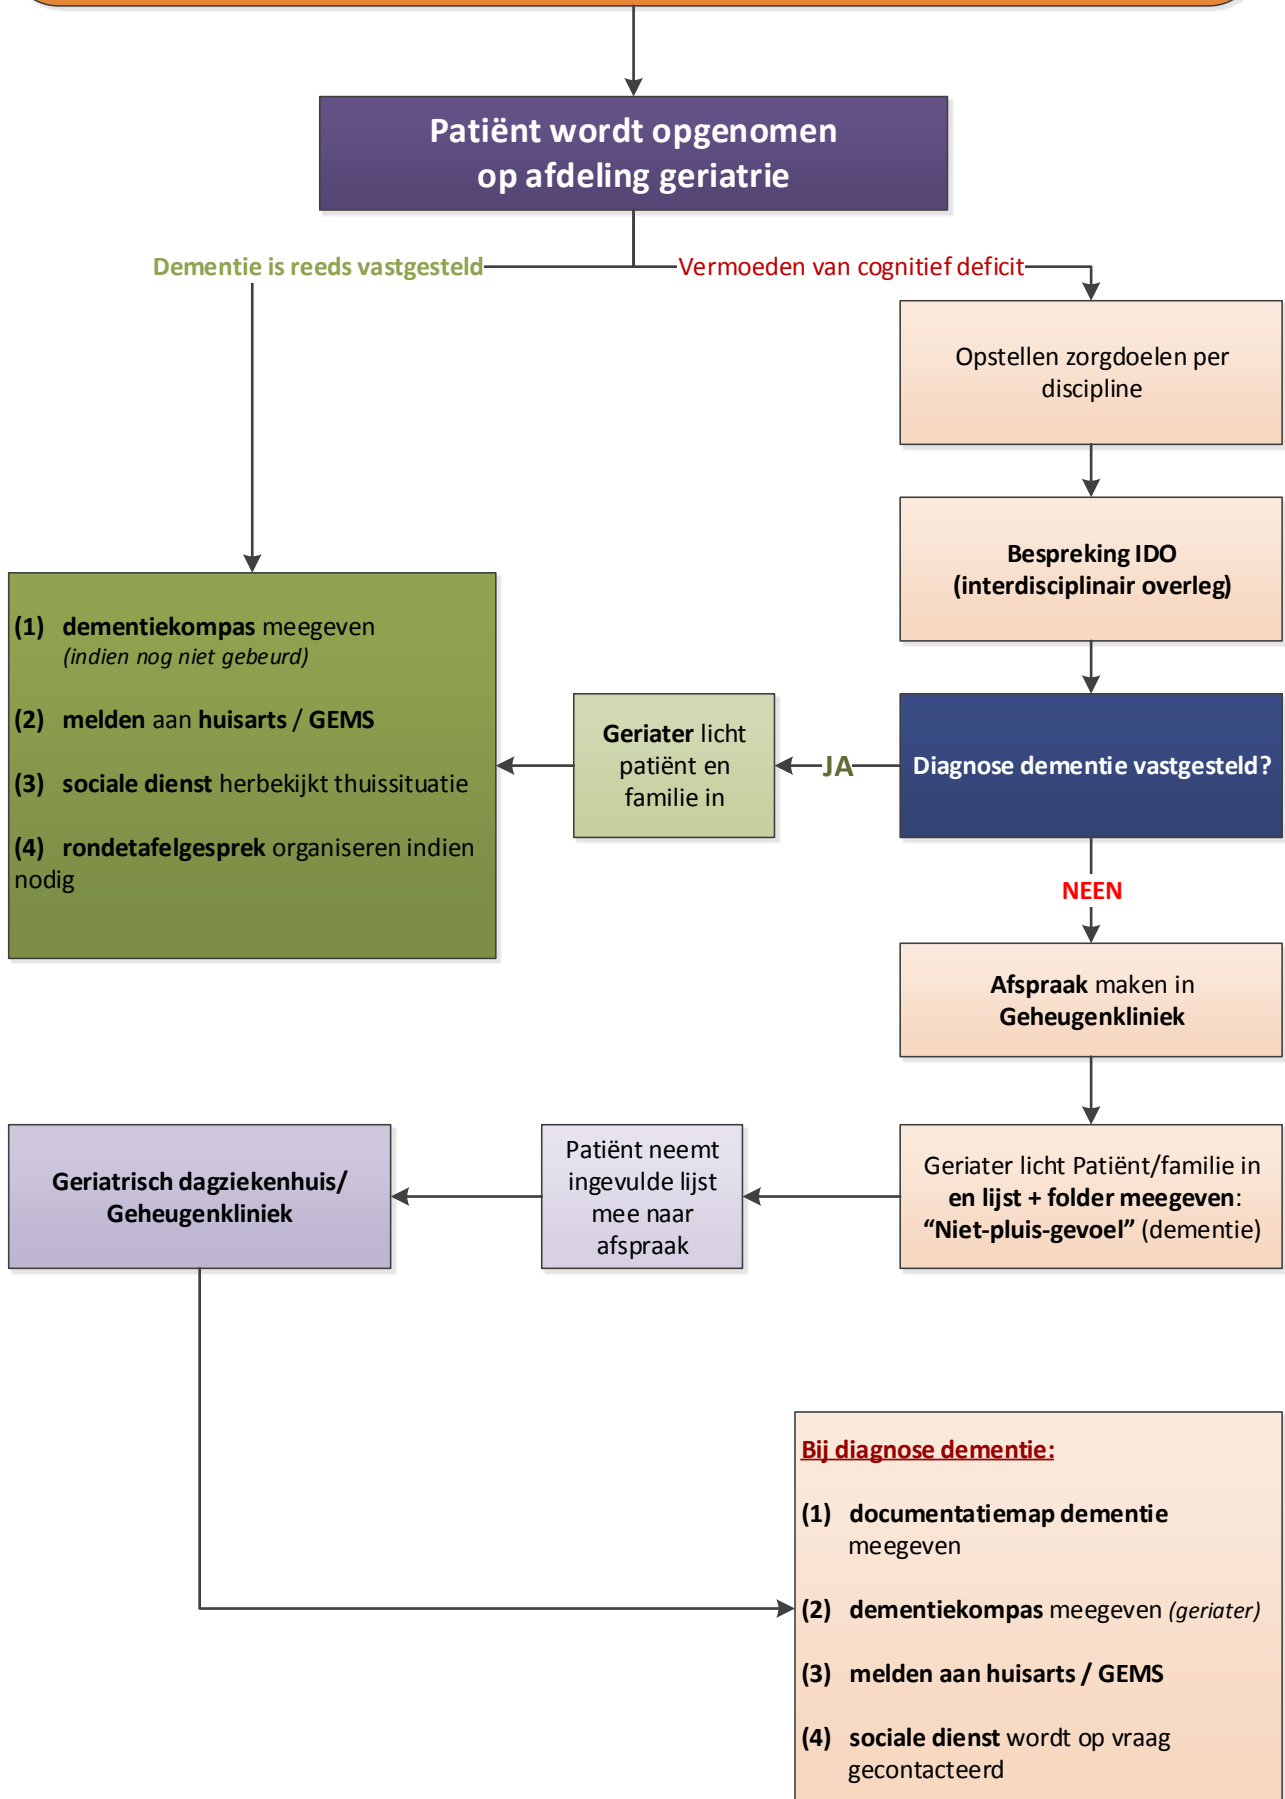 Patiënt wordt opgenomen
op afdeling geriatrie
Dementie is reeds vastgesteld
Vermoeden van cognitief deficit
Opstellen zorgdoelen per
discipline
Bespreking IDO
(interdisciplinair overleg)
(1) dementiekompas meegeven
(indien nog niet gebeurd)
(2) melden aan huisarts / GEMS
(3) sociale dienst herbekijkt thuissituatie
(4) rondetafelgesprek organiseren indien
nodig
Geriater licht
patiënt en
familie in
JA
Diagnose dementie vastgesteld?
NEEN
Afspraak maken in
Geheugenkliniek
Geriatrisch dagziekenhuis/
Geheugenkliniek
Patiënt neemt
ingevulde lijst
mee naar
afspraak
Geriater licht Patiënt/familie in
en lijst + folder meegeven:
“Niet-pluis-gevoel” (dementie)
Bij diagnose dementie:
(1) documentatiemap dementie
meegeven
(2) dementiekompas meegeven (geriater)
(3) melden aan huisarts / GEMS
(4) sociale dienst wordt op vraag
gecontacteerd